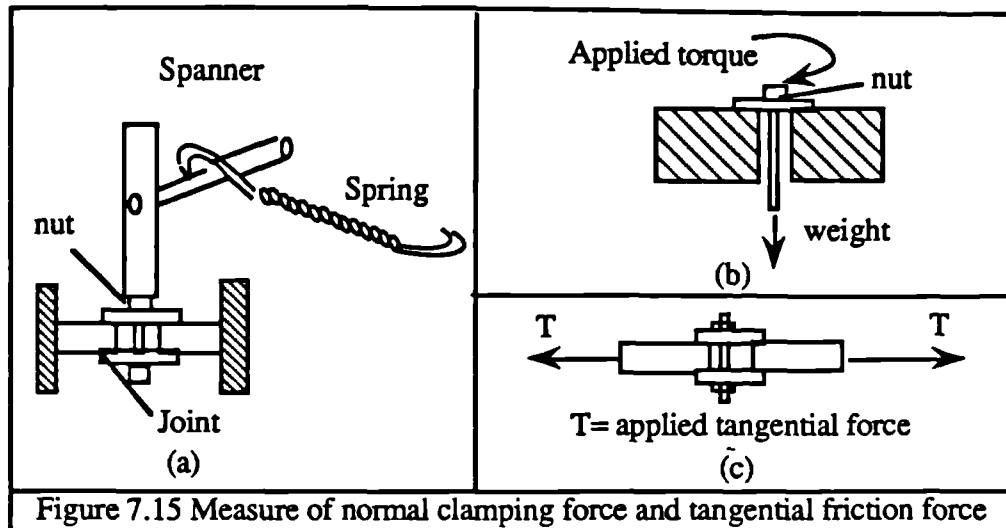 Spanner
Spring
nut
Joint
(a)
Applied torque
nut
weight
(b)
T
T
T= applied tangential force
(c)
Figure 7.15 Measure of normal clamping force and tangential friction force